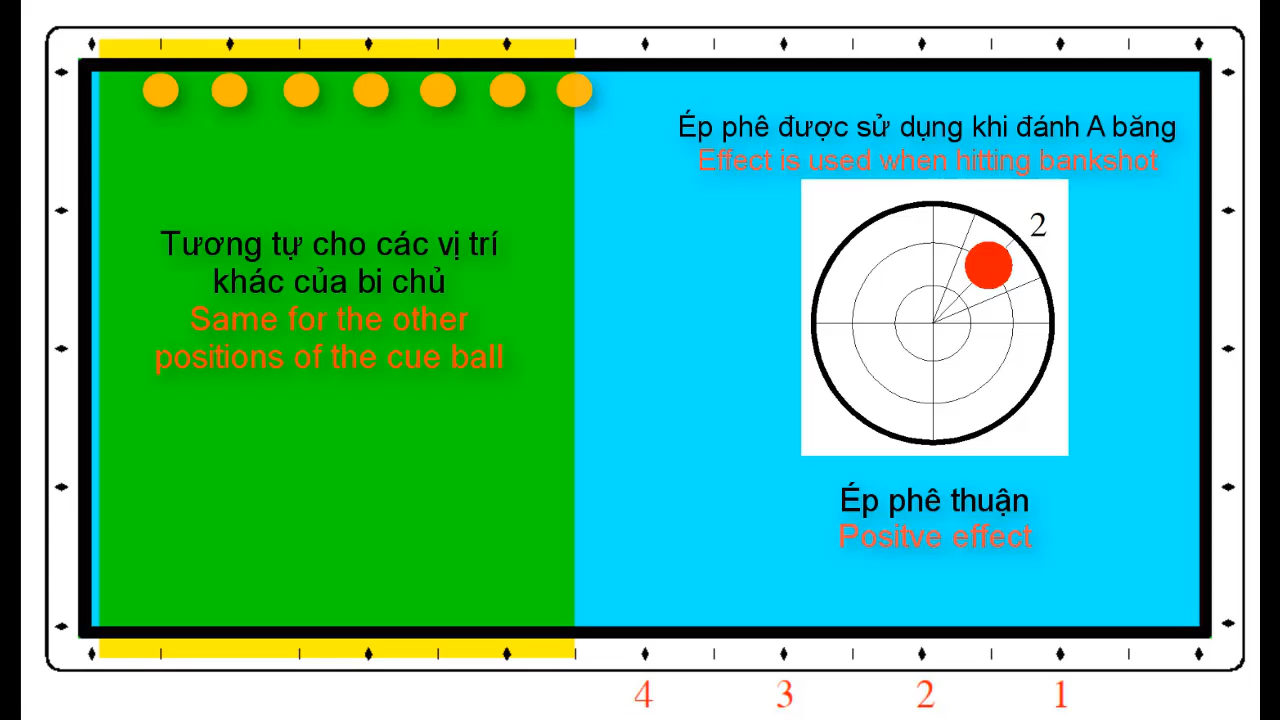 Ép phê được sử dụng khi đánh A băng
Effect is used when hitting bankshot
2
Tương tự cho các vị trí
khác của bi chủ
Same for the other
positions of the cue ball
Ép phê thuận
Positve effect
4 3 2 1